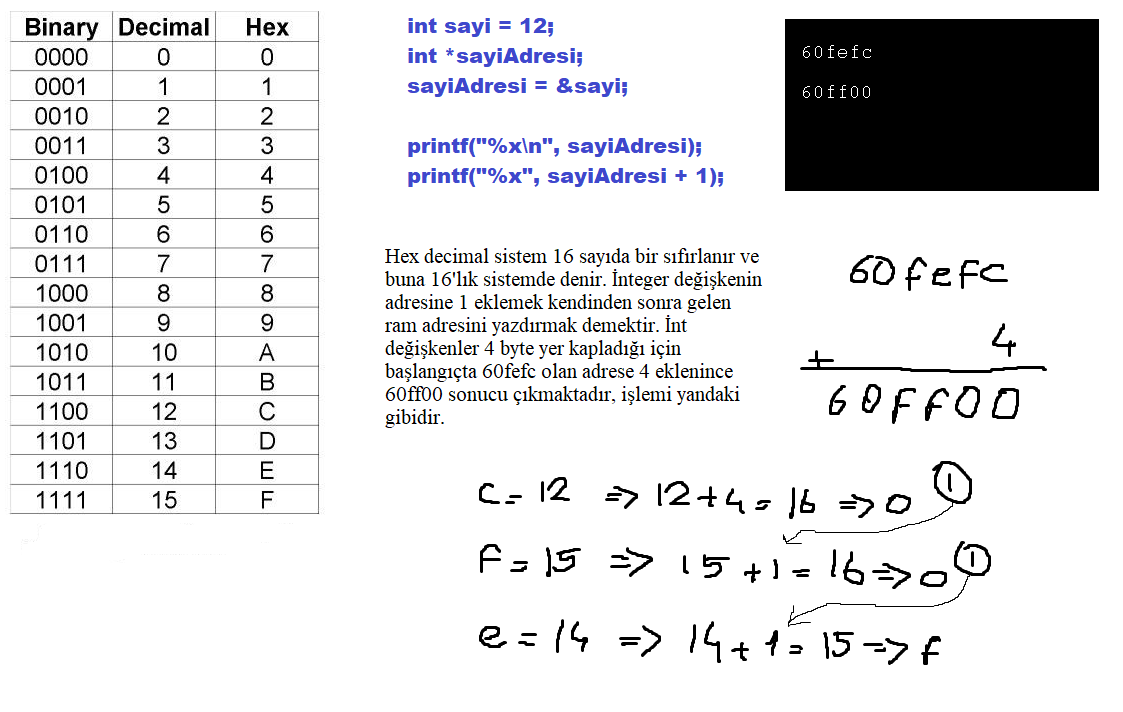 Binary Decimal Hex
0000 0 0
0001 1 1
0010 2 2
0011 3 3
0100 4 4
0101 5 5
0110 6 6
0111 7 7
1000 8 8
1001 9 9
1010 10 A
1011 11 B
1100 12 C
1101 13 D
1110 14 E
1111 15 F
int sayi = 12;
int *sayiAdresi;
sayiAdresi = &sayi;
printf("%x\n", sayiAdresi);
printf("%x", sayiAdresi + 1);
60fefc
60ff00
Hex decimal sistem 16 sayıda bir sıfırlanır ve
buna 16'lık sistemde denir. İnteger değişkenin
adresine 1 eklemek kendinden sonra gelen
ram adresini yazdırmak demektir. İnt
değişkenler 4 byte yer kapladığı için
başlangıçta 60fefc olan adrese 4 eklenince
60ff00 sonucu çıkmaktadır, işlemi yandaki
gibidir.
60fefc
4
+
60FF00
C = 12 => 12+4 = 16 => 0 1
F = 15 => 15+1 = 16 => 0 1
e = 14 => 14+1 = 15 => f